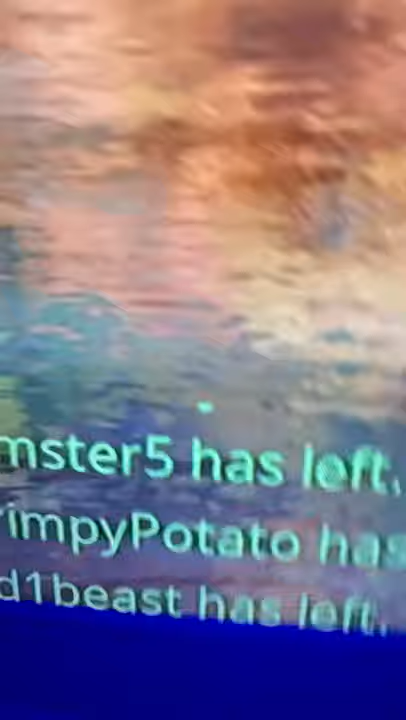 mster5 has left.
impyPotato has
d1beast has left.